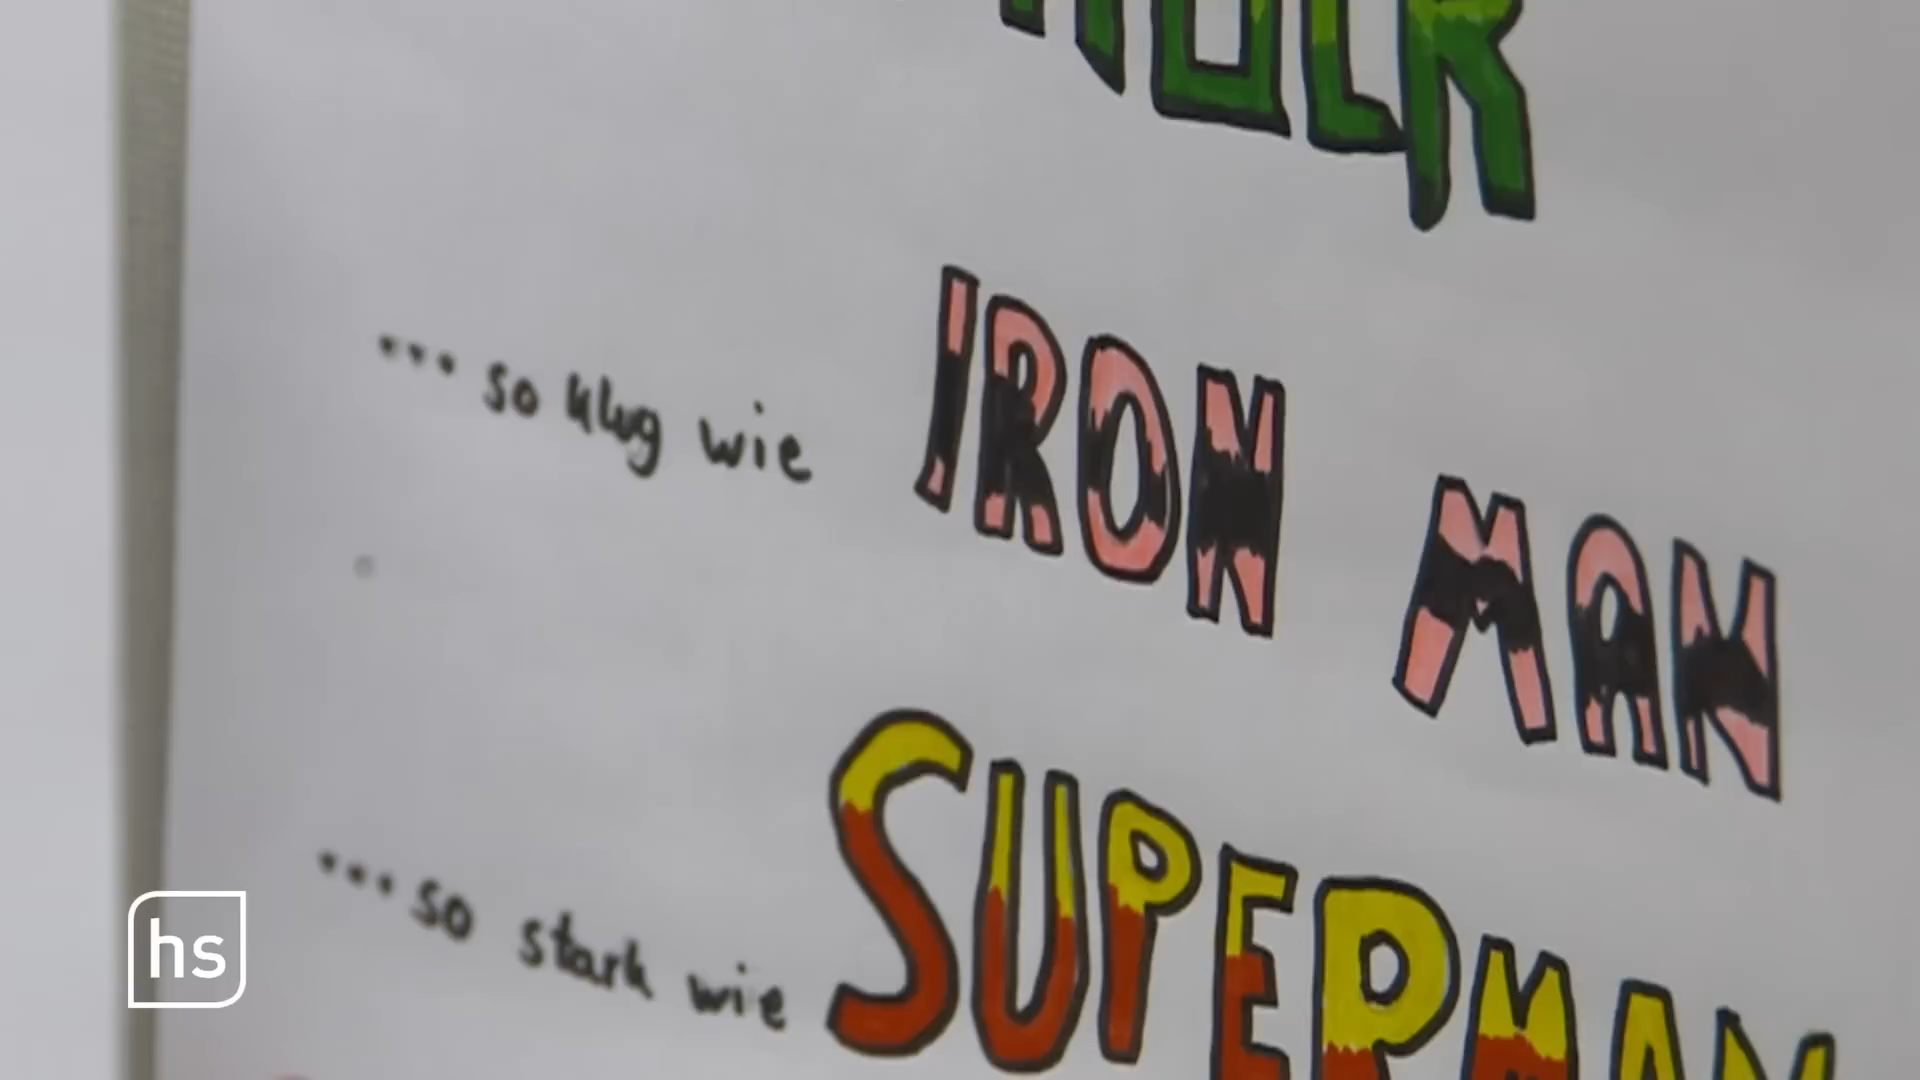 HULK
... so klug wie IRON MAN
... so stark wie SUPERMAN
hs